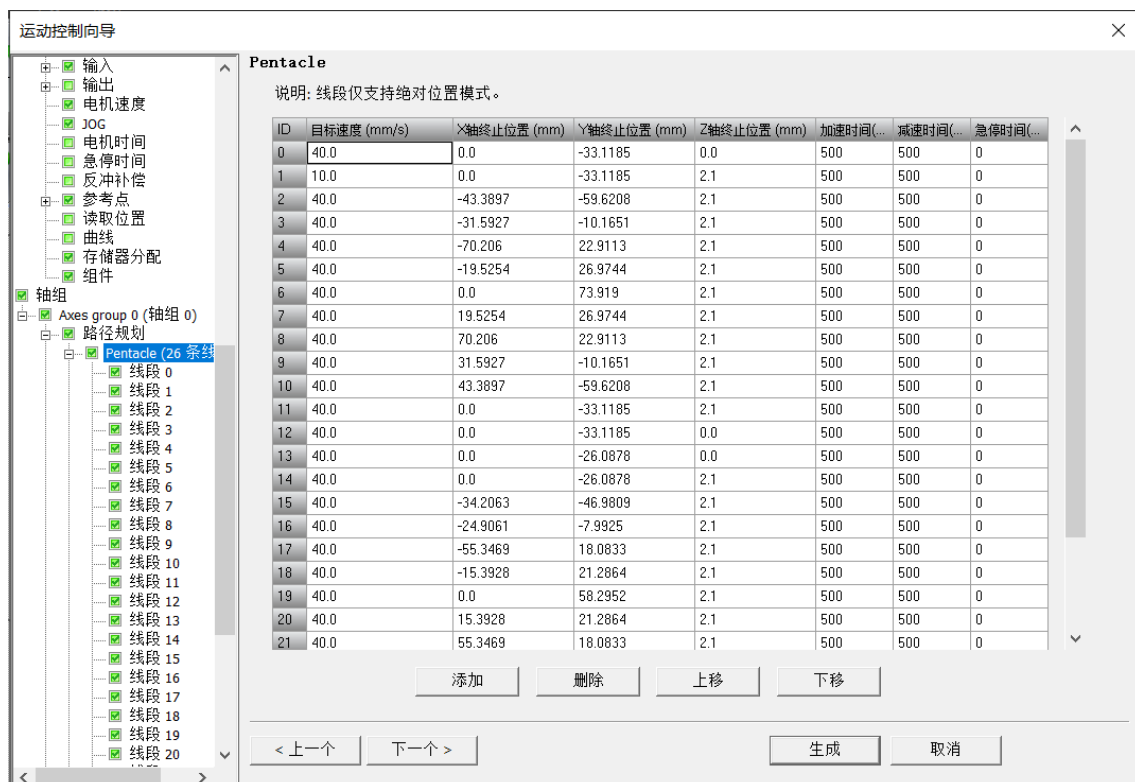 运动控制向导
输入
输出
电机速度
JOG
电机时间
急停时间
反冲补偿
参考点
读取位置
曲线
存储器分配
组件
轴组
Axes group 0 (轴组 0)
路径规划
Pentacle (26 条线
线段 0
线段 1
线段 2
线段 3
线段 4
线段 5
线段 6
线段 7
线段 8
线段 9
线段 10
线段 11
线段 12
线段 13
线段 14
线段 15
线段 16
线段 17
线段 18
线段 19
线段 20
Pentacle
说明: 线段仅支持绝对位置模式。
ID 目标速度 (mm/s) X轴终止位置 (mm) Y轴终止位置 (mm) Z轴终止位置 (mm) 加速时间(... 减速时间(... 急停时间(...
0 40.0 0.0 -33.1185 0.0 500 500 0
1 10.0 0.0 -33.1185 2.1 500 500 0
2 40.0 -43.3897 -59.6208 2.1 500 500 0
3 40.0 -31.5927 -10.1651 2.1 500 500 0
4 40.0 -70.206 22.9113 2.1 500 500 0
5 40.0 -19.5254 26.9744 2.1 500 500 0
6 40.0 0.0 73.919 2.1 500 500 0
7 40.0 19.5254 26.9744 2.1 500 500 0
8 40.0 70.206 22.9113 2.1 500 500 0
9 40.0 31.5927 -10.1651 2.1 500 500 0
10 40.0 43.3897 -59.6208 2.1 500 500 0
11 40.0 0.0 -33.1185 2.1 500 500 0
12 40.0 0.0 -33.1185 0.0 500 500 0
13 40.0 0.0 -26.0878 0.0 500 500 0
14 40.0 0.0 -26.0878 2.1 500 500 0
15 40.0 -34.2063 -46.9809 2.1 500 500 0
16 40.0 -24.9061 -7.9925 2.1 500 500 0
17 40.0 -55.3469 18.0833 2.1 500 500 0
18 40.0 -15.3928 21.2864 2.1 500 500 0
19 40.0 0.0 58.2952 2.1 500 500 0
20 40.0 15.3928 21.2864 2.1 500 500 0
21 40.0 55.3469 18.0833 2.1 500 500 0
添加 删除 上移 下移
< 上一个 下一个 > 生成 取消